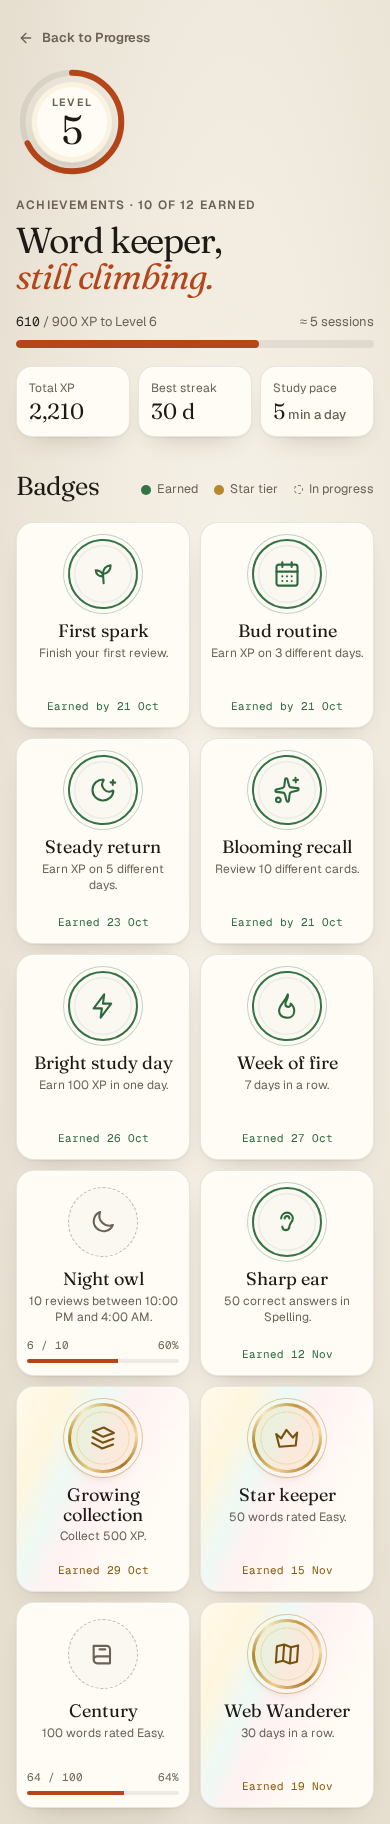 Back to Progress
LEVEL
5
ACHIEVEMENTS · 10 OF 12 EARNED
Word keeper,
still climbing.
610 / 900 XP to Level 6
≈ 5 sessions
Total XP
2,210
Best streak
30 d
Study pace
5 min a day
Badges
Earned
Star tier
In progress
First spark
Finish your first review.
Earned by 21 Oct
Bud routine
Earn XP on 3 different days.
Earned by 21 Oct
Steady return
Earn XP on 5 different
days.
Earned 23 Oct
Blooming recall
Review 10 different cards.
Earned by 21 Oct
Bright study day
Earn 100 XP in one day.
Earned 26 Oct
Week of fire
7 days in a row.
Earned 27 Oct
Night owl
10 reviews between 10:00
PM and 4:00 AM.
6 / 10
60%
Sharp ear
50 correct answers in
Spelling.
Earned 12 Nov
Growing
collection
Collect 500 XP.
Earned 29 Oct
Star keeper
50 words rated Easy.
Earned 15 Nov
Century
100 words rated Easy.
64 / 100
64%
Web Wanderer
30 days in a row.
Earned 19 Nov